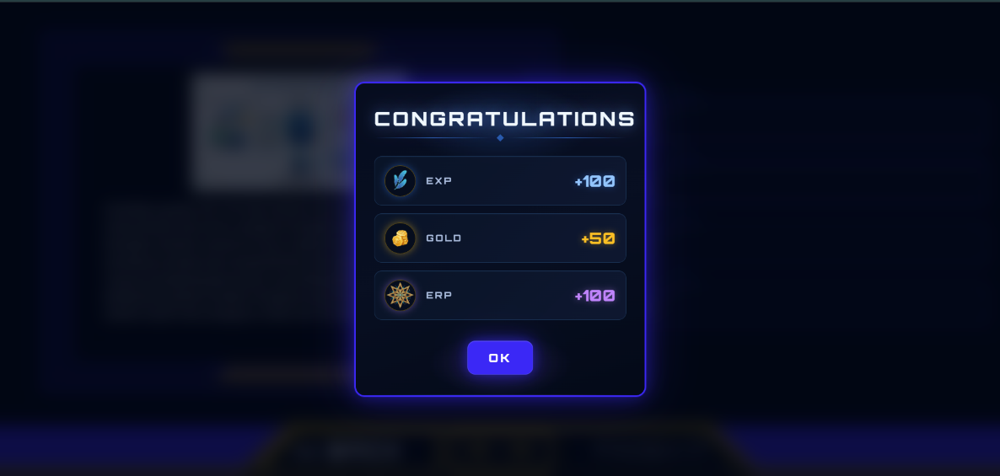 CONGRATULATIONS
EXP +100
GOLD +50
ERP +100
OK